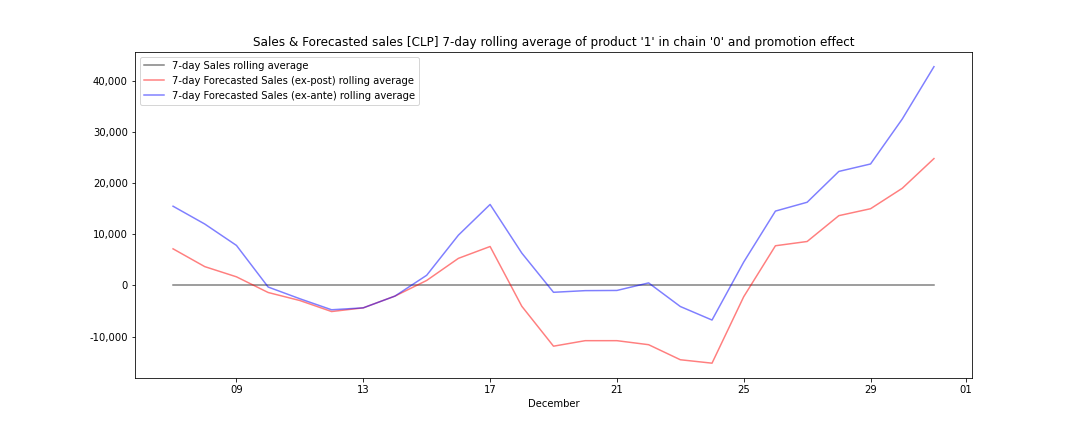 Sales & Forecasted sales [CLP] 7-day rolling average of product '1' in chain '0' and promotion effect
7-day Sales rolling average
7-day Forecasted Sales (ex-post) rolling average
7-day Forecasted Sales (ex-ante) rolling average
40,000
30,000
20,000
10,000
0
-10,000
09 13 17 21 25 29 01
December